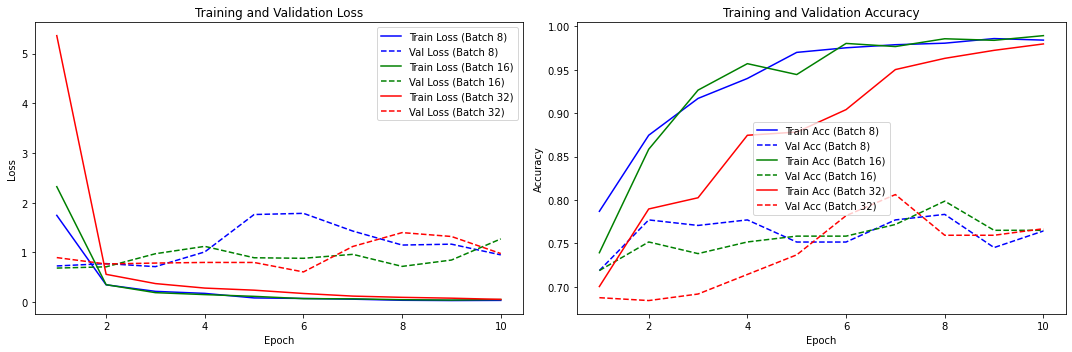 Training and Validation Loss
Train Loss (Batch 8)
Val Loss (Batch 8)
Train Loss (Batch 16)
Val Loss (Batch 16)
Train Loss (Batch 32)
Val Loss (Batch 32)
5
4
3
2
1
0
Loss
2
4
6
8
10
Epoch
Training and Validation Accuracy
Train Acc (Batch 8)
Val Acc (Batch 8)
Train Acc (Batch 16)
Val Acc (Batch 16)
Train Acc (Batch 32)
Val Acc (Batch 32)
1.00
0.95
0.90
0.85
0.80
0.75
0.70
Accuracy
2
4
6
8
10
Epoch